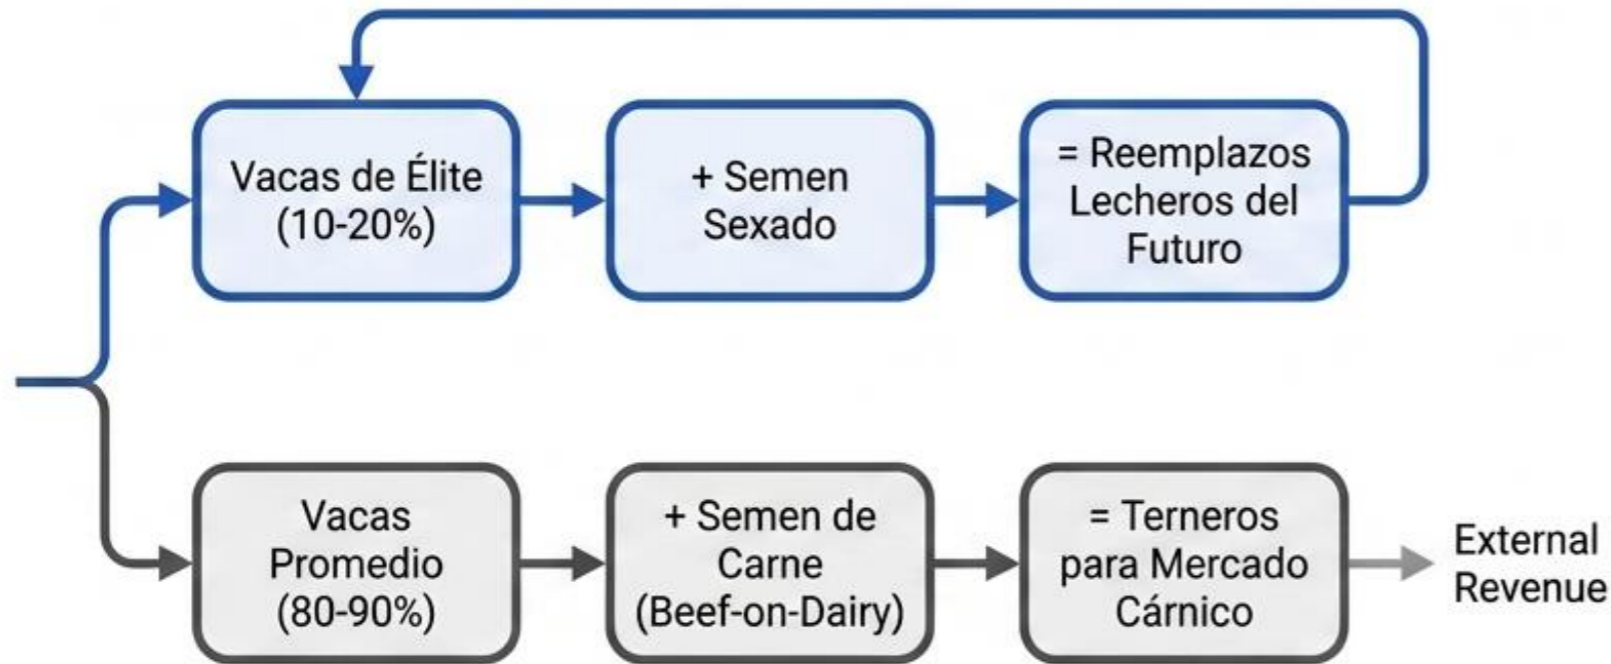 Vacas de Élite
(10-20%)
+ Semen
Sexado
= Reemplazos
Lecheros del
Futuro
Vacas
Promedio
(80-90%)
+ Semen de
Carne
(Beef-on-Dairy)
= Terneros
para Mercado
Cárnico
External
Revenue